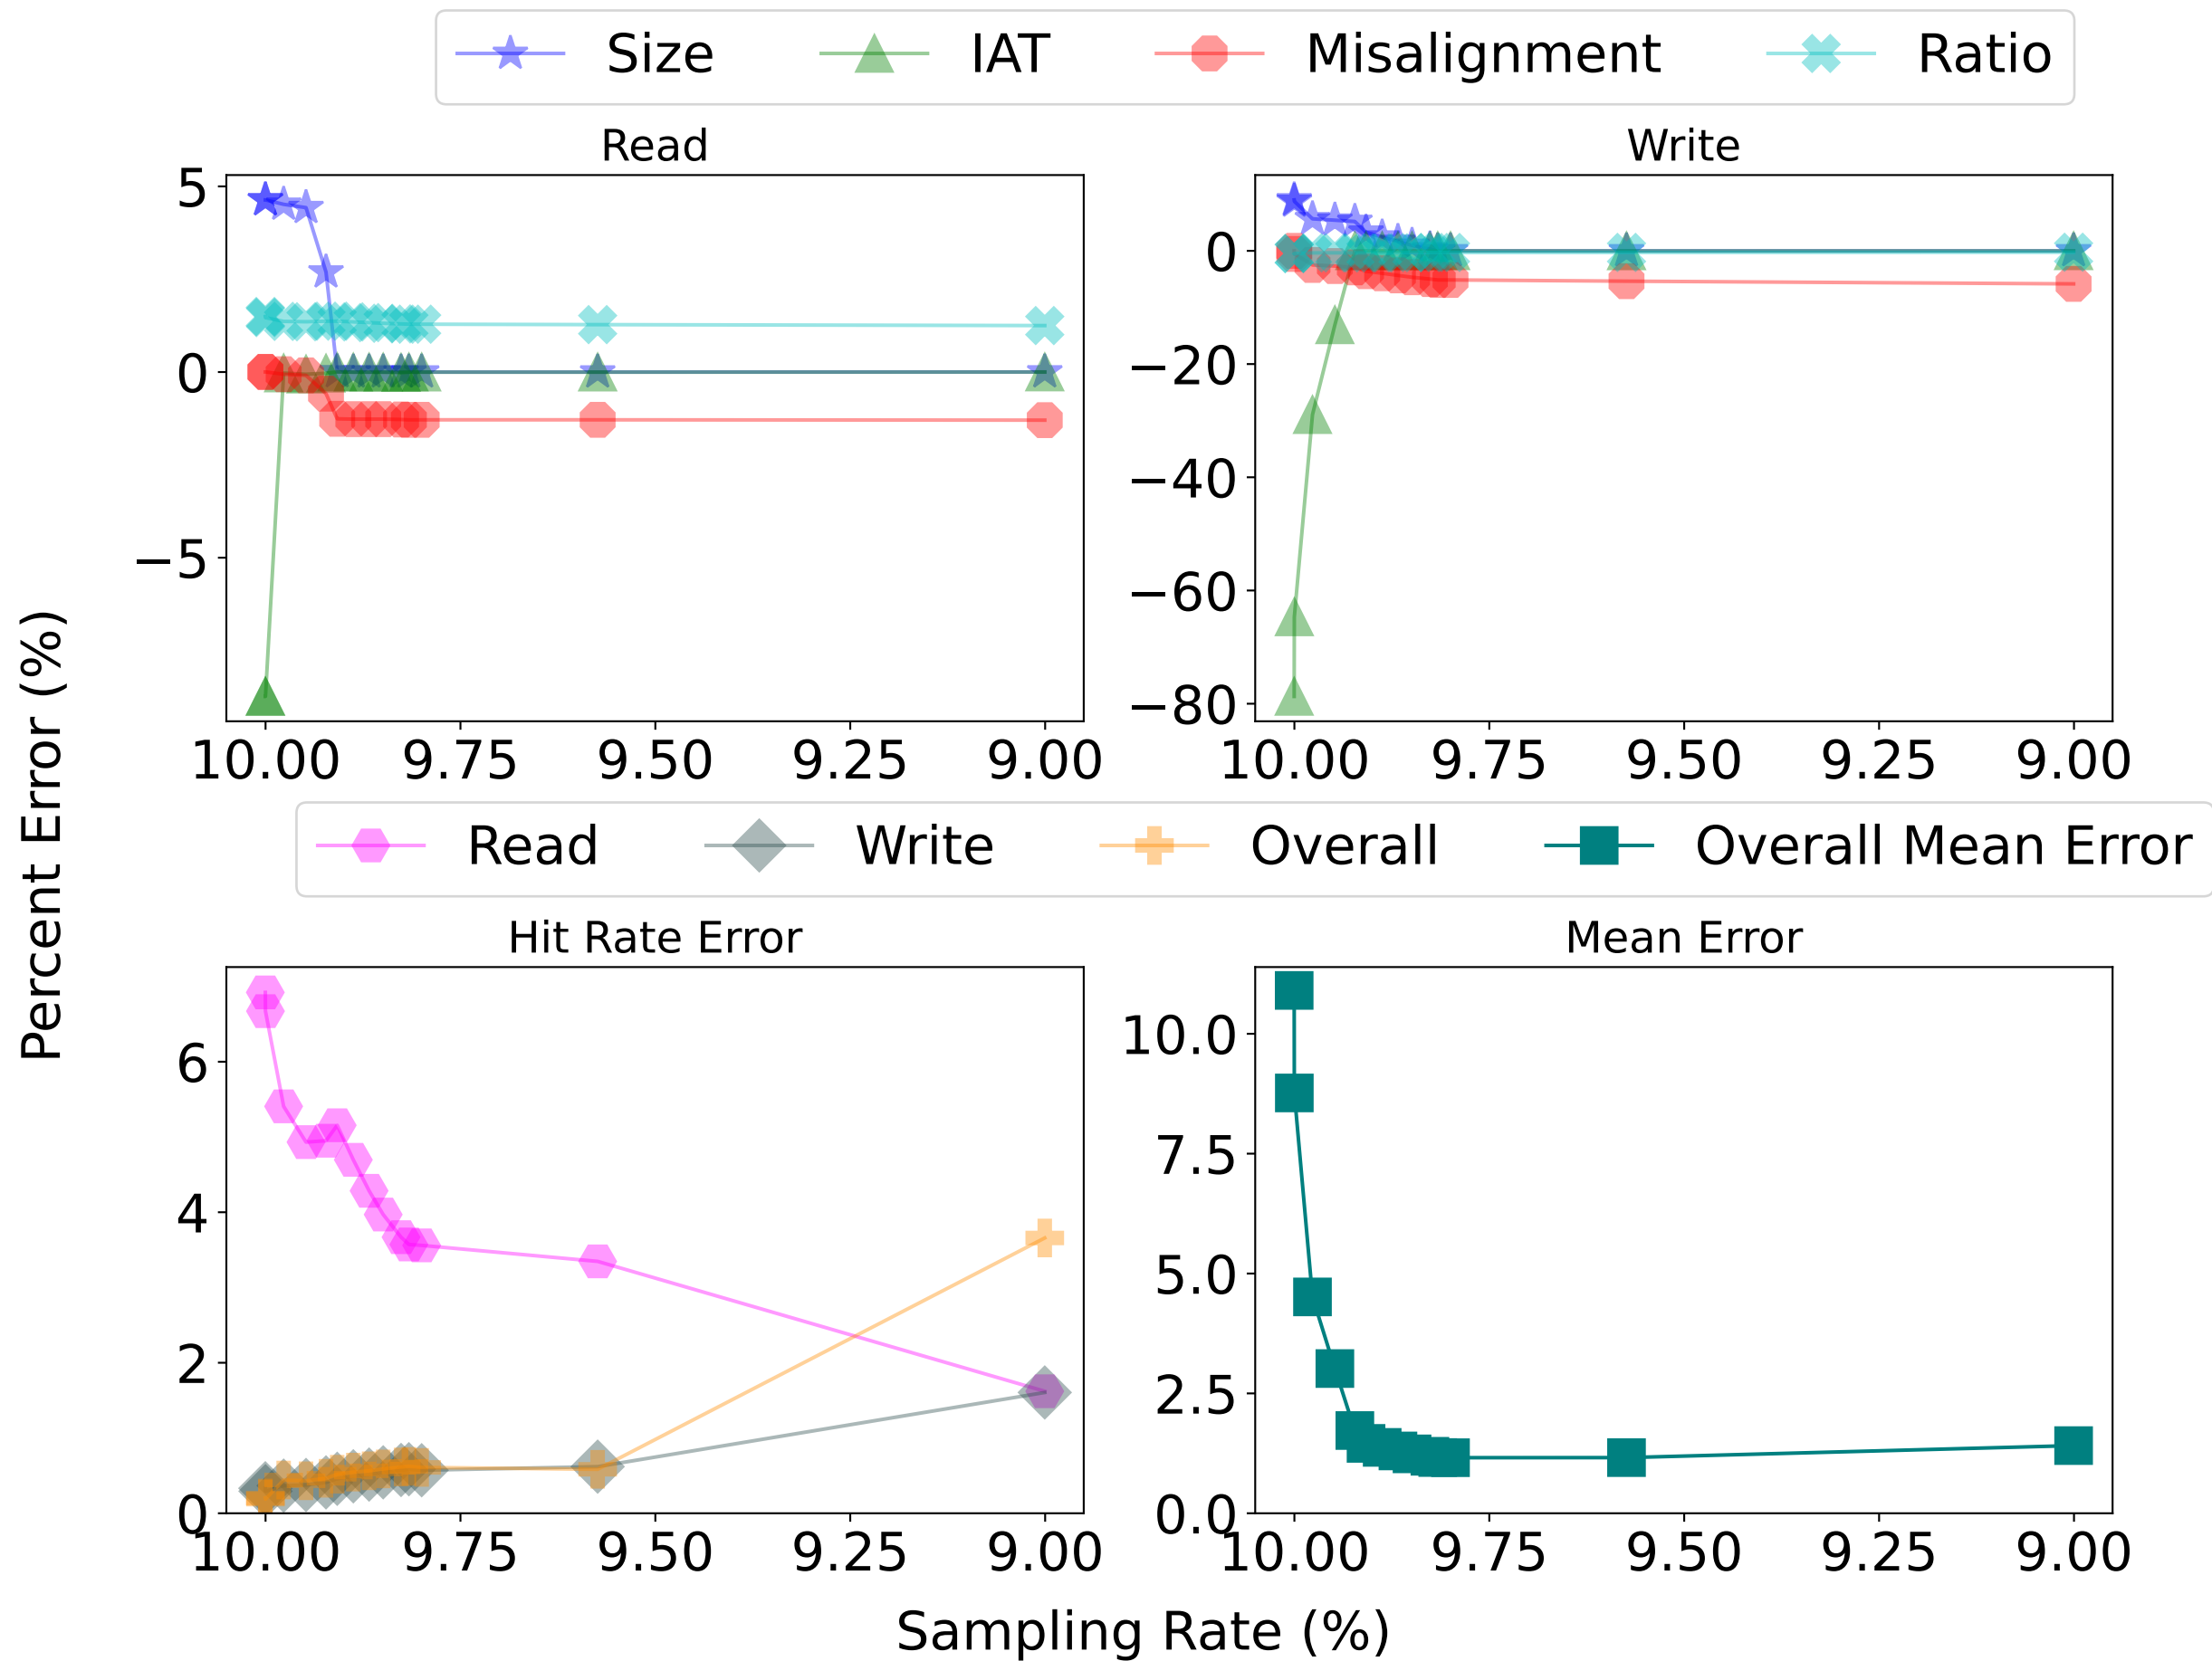 Size IAT Misalignment Ratio
Read
Write
5
0
−5
10.00 9.75 9.50 9.25 9.00
0
−20
−40
−60
−80
10.00 9.75 9.50 9.25 9.00
Percent Error (%)
Read Write Overall Overall Mean Error
Hit Rate Error
Mean Error
6
4
2
0
10.00 9.75 9.50 9.25 9.00
10.0
7.5
5.0
2.5
0.0
10.00 9.75 9.50 9.25 9.00
Sampling Rate (%)